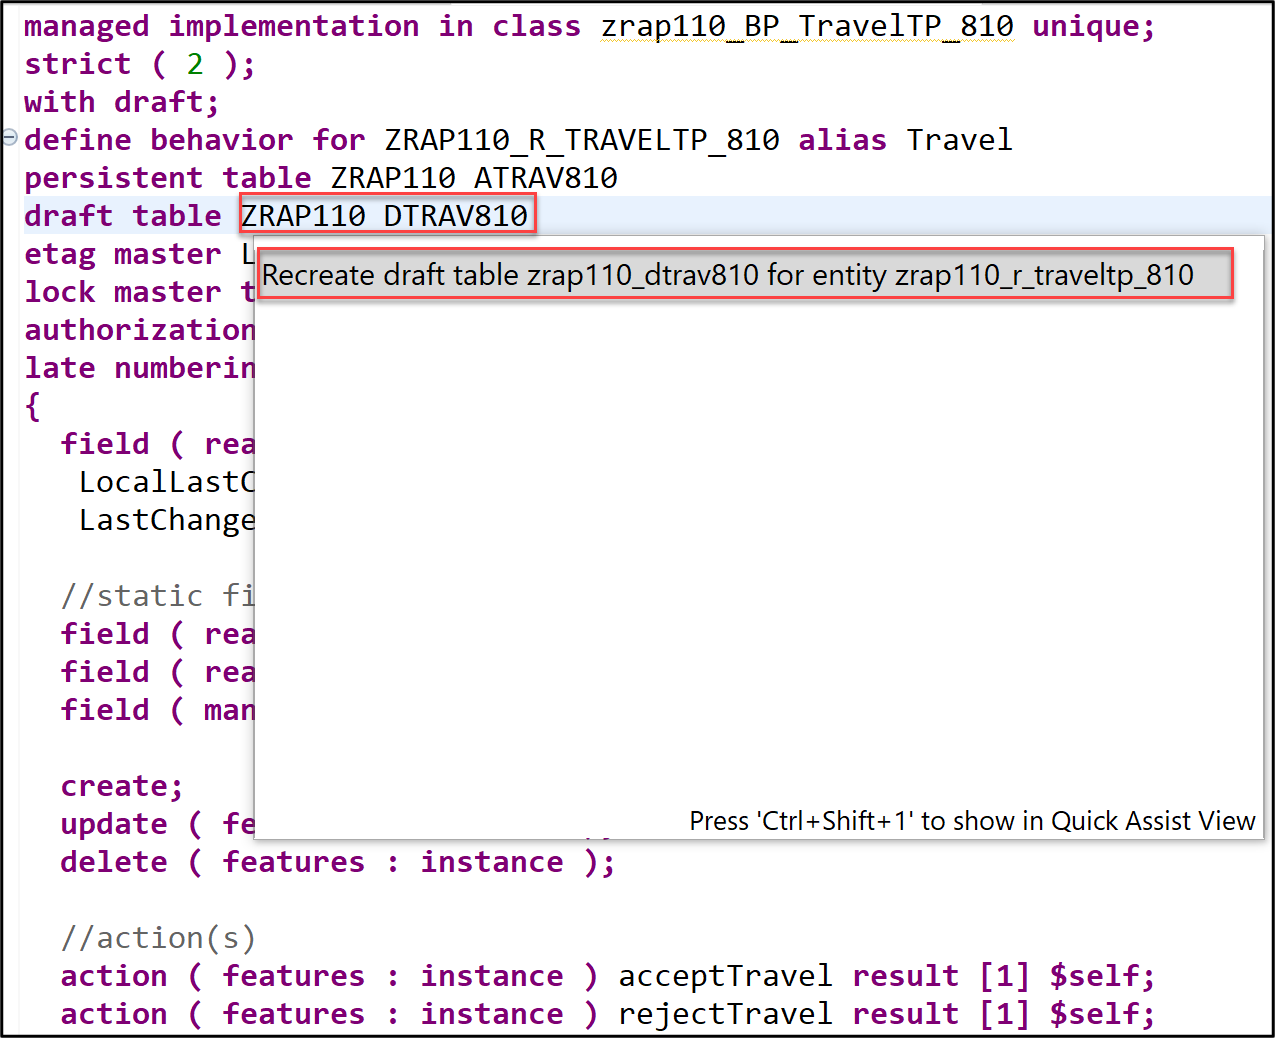 managed implementation in class zrap110_BP_TravelTP_810 unique;
strict ( 2 );
with draft;
define behavior for ZRAP110_R_TRAVELTP_810 alias Travel
persistent table ZRAP110_ATRAV810
draft table ZRAP110_DTRAV810
etag master L
Recreate draft table zrap110_dtrav810 for entity zrap110_r_traveltp_810
lock master t
authorization
late numberin
{
field ( rea
LocalLastC
LastChange
//static fi
field ( rea
field ( rea
field ( man
create;
update ( fe
Press 'Ctrl+Shift+1' to show in Quick Assist View
delete ( features : instance );
//action(s)
action ( features : instance ) acceptTravel result [1] $self;
action ( features : instance ) rejectTravel result [1] $self;